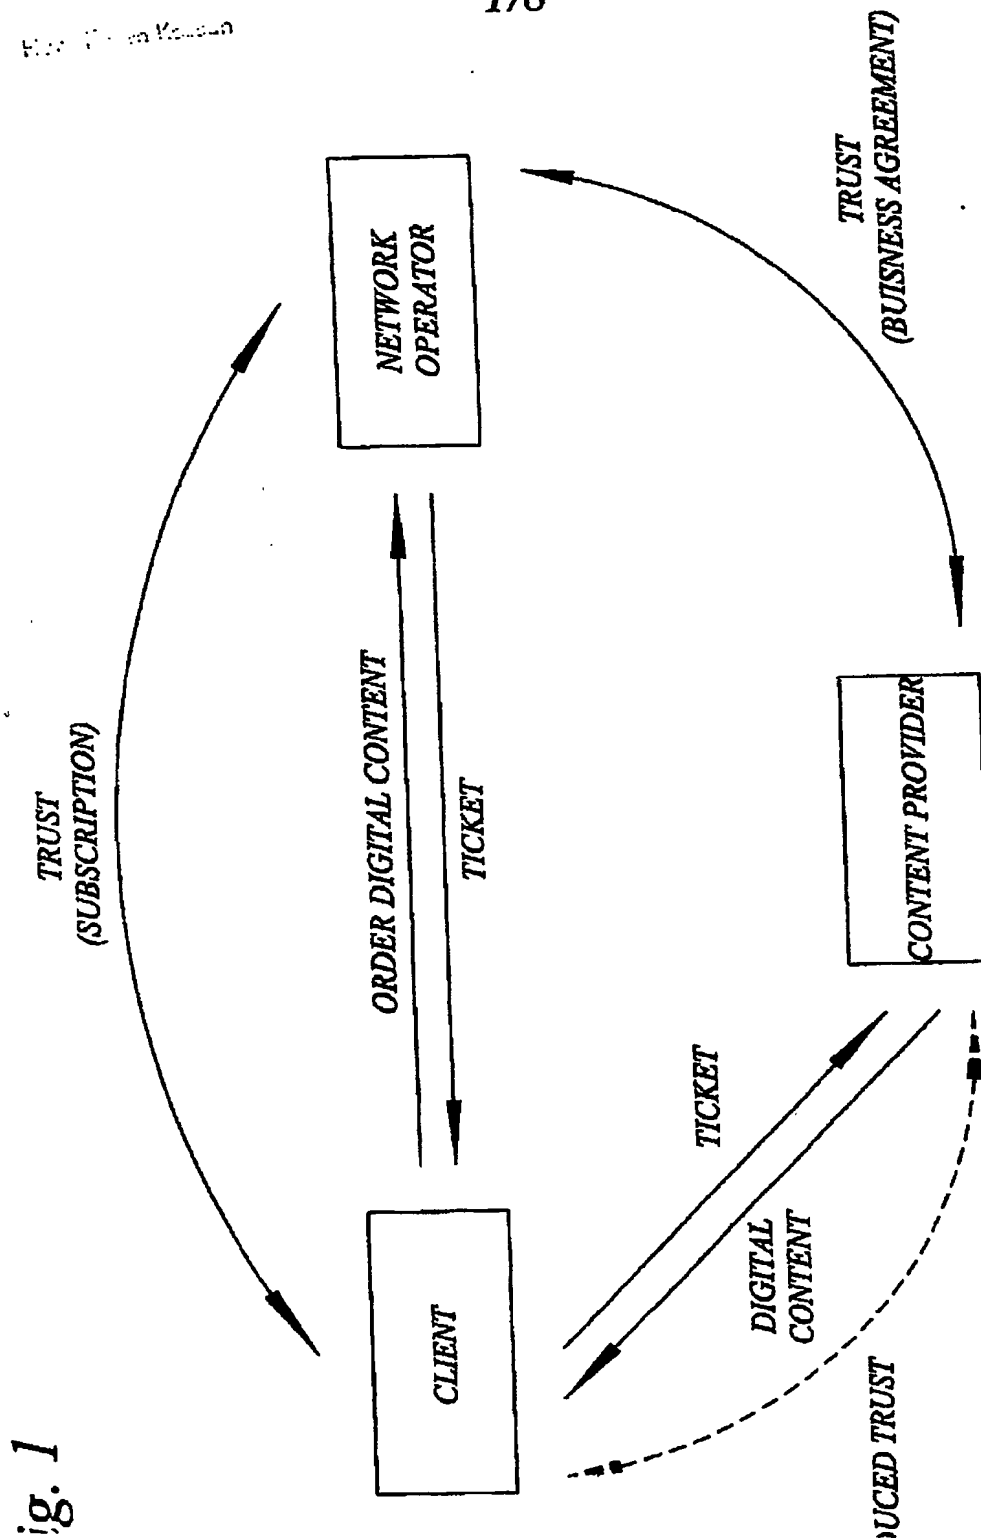 1/8
ig. 1
TRUST
(SUBSCRIPTION)
CLIENT
ORDER DIGITAL CONTENT
TICKET
NETWORK
OPERATOR
TICKET
DIGITAL
CONTENT
CONTENT PROVIDER
TRUST
(BUISNESS AGREEMENT)
DUCED TRUST